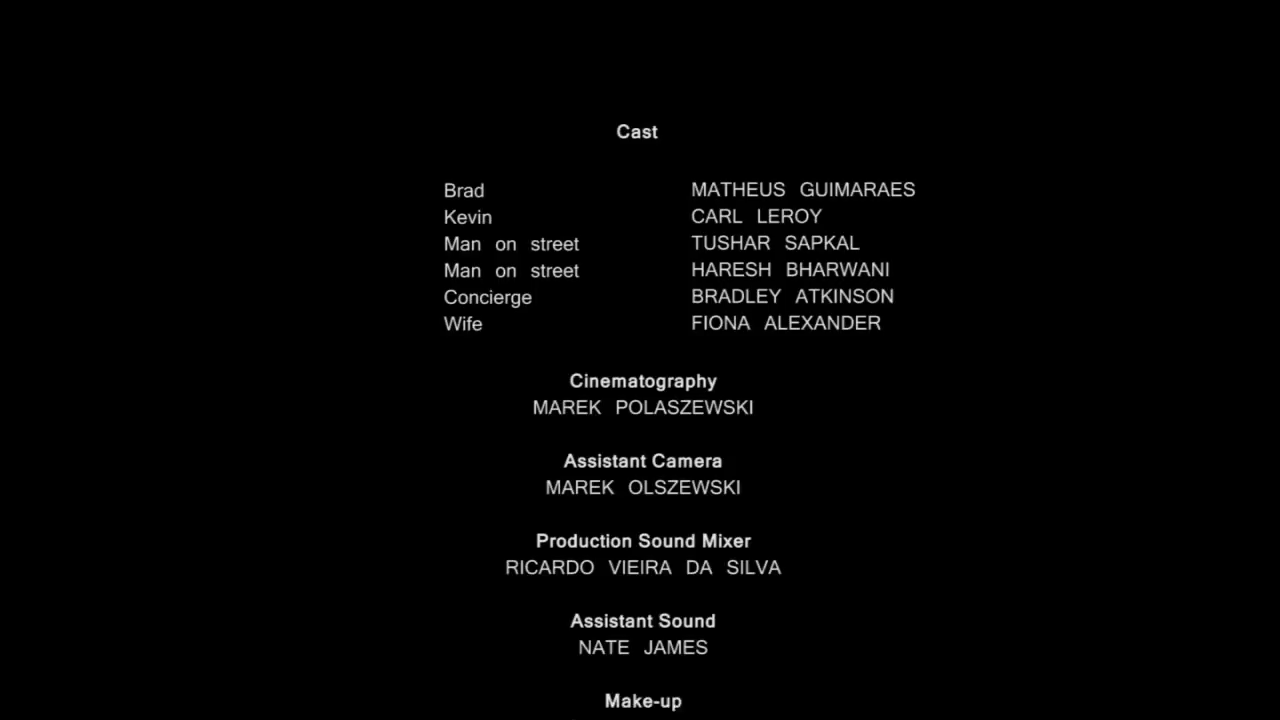 Cast
Brad MATHEUS GUIMARAES
Kevin CARL LEROY
Man on street TUSHAR SAPKAL
Man on street HARESH BHARWANI
Concierge BRADLEY ATKINSON
Wife FIONA ALEXANDER
Cinematography
MAREK POLASZEWSKI
Assistant Camera
MAREK OLSZEWSKI
Production Sound Mixer
RICARDO VIEIRA DA SILVA
Assistant Sound
NATE JAMES
Make-up